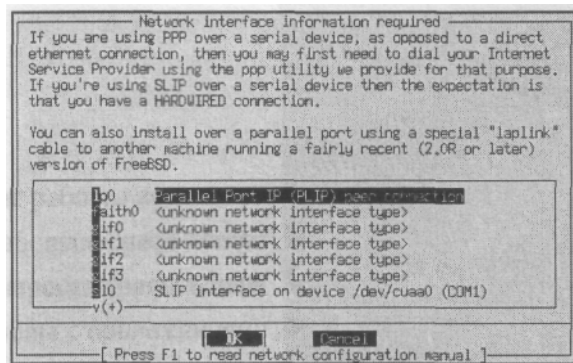 Network interface information required
If you are using PPP over a serial device, as opposed to a direct
ethernet connection, then you may first need to dial your Internet
Service Provider using the ppp utility we provide for that purpose.
If you're using SLIP over a serial device then the expectation is
that you have a HARDWIRED connection.
You can also install over a parallel port using a special "laplink"
cable to another machine running a fairly recent (2.0R or later)
version of FreeBSD.
lp0 Parallel Port IP (PLIP) peer connection
faith0 <unknown network interface type>
gif0 <unknown network interface type>
gif1 <unknown network interface type>
gif2 <unknown network interface type>
gif3 <unknown network interface type>
sl0 SLIP interface on device /dev/cuaa0 (COM1)
v(+)
[ OK ] Cancel
[ Press F1 to read network configuration manual ]